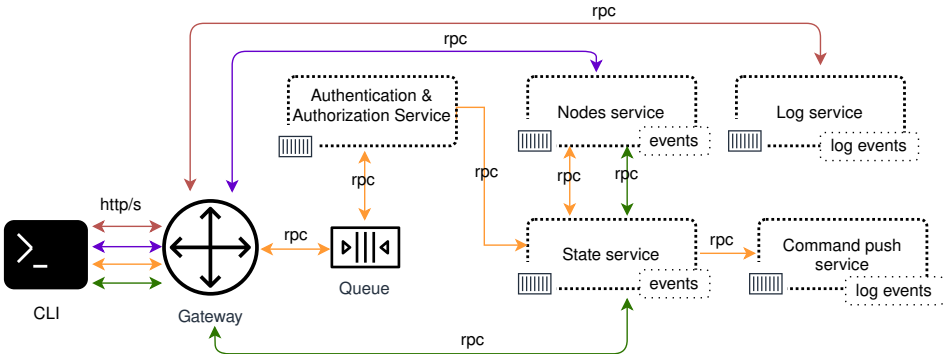 rpc
rpc
Authentication &
Authorization Service
Nodes service
events
Log service
log events
rpc
rpc
rpc
rpc
http/s
rpc
Queue
State service
events
rpc
Command push
service
log events
CLI
Gateway
rpc